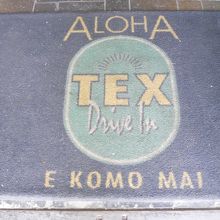 ALOHA
TEX
Drive In
E KOMO MAI